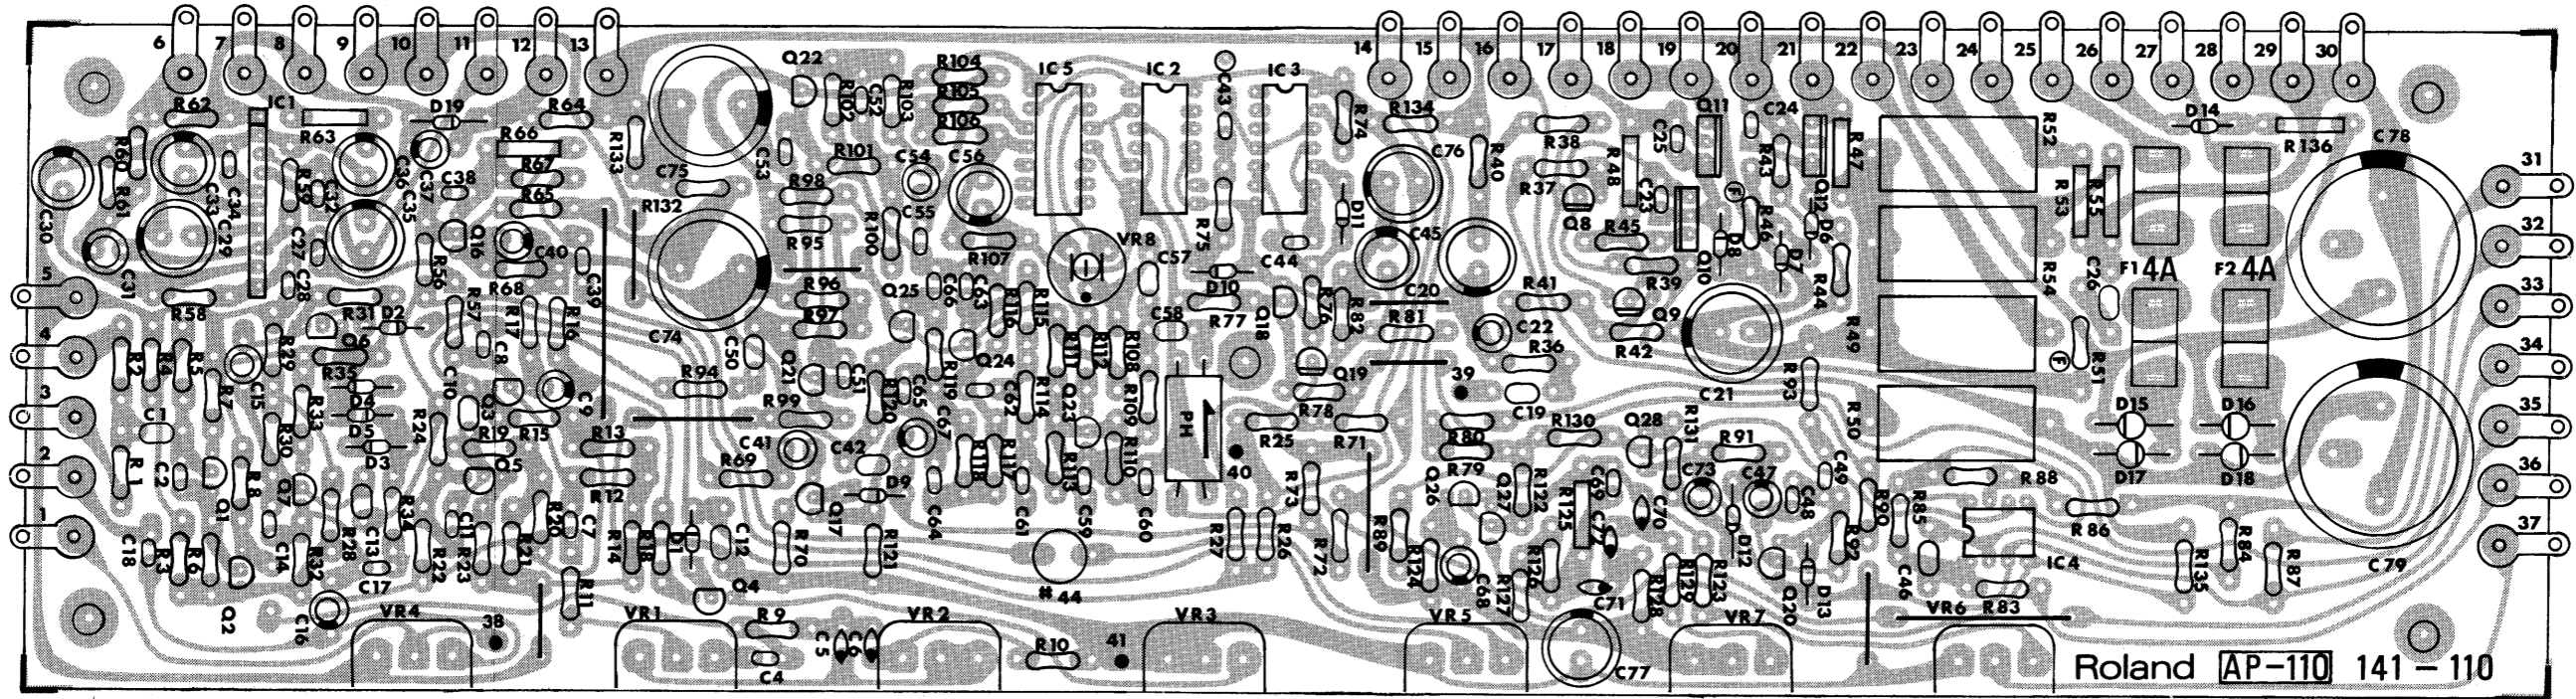 6 7 8 9 10 11 12 13 14 15 16 17 18 19 20 21 22 23 24 25 26 27 28 29 30
Q22 R104 IC5 IC2 IC3
R62 IC1 D19 R64 R102 C52 R103 R105 C43 R74 R134 Q11 C24 D14
R63 R66 R133 R106 R38 C25 R47 R52 C78
R60 R67 C75 C53 R101 C54 C56 C76 R40 R37 R48 R43 R136
R61 R59 C32 C36 C37 C38 R65 R132 R98 Q8 C23 F Q12 R53 R55 31
C30 C33 C34 C35 C55 R75 D11 C45 R45 R46 D6
C29 C27 Q16 C40 R95 R100 R107 VR8 C57 C44 R39 Q10 D8 D7 32
C31 C28 R56 R68 C39 R96 Q25 C66 C63 D10 C20 R41 R44 R54 C26 F1 4A F2 4A
5 R58 R31 D2 R57 R17 R16 R97 R116 R115 C58 R77 Q18 R76 R82 R81 C22 Q9 R49 33
4 R2 R4 R5 R29 Q6 R35 C8 C74 C50 R119 Q24 R111 R112 R108 R36 R42 F R51 34
3 R7 C15 R33 D4 C10 Q3 C9 R94 Q21 C51 R120 C65 C62 R114 Q23 R109 PH Q19 39 C19 C21 R93 R50
C1 R30 D5 R24 R19 R15 R13 R99 C67 R78 R25 R71 R80 R130 Q28 R131 R91 D15 D16 35
2 R1 C2 R8 Q7 D3 Q5 R12 C41 R69 C42 R118 R117 R113 R110 40 R73 R79 R88 D17 D18 36
1 Q1 R28 C13 R34 C11 R20 C7 Q17 D9 C64 C61 C59 C60 R27 R26 Q26 Q27 R122 R125 C69 C72 C70 C73 C47 C49 C48 R90 R85 R86 37
C18 R3 R6 C14 R32 C17 R22 R23 R21 R14 R18 D1 C12 R70 R121 R72 R89 R124 R126 D12 R92 IC4 R135 R84 R87 C79
Q2 C16 VR4 38 R11 VR1 Q4 R9 VR2 #44 VR3 VR5 C68 R127 C71 R128 R129 R123 VR7 Q20 D13 C46 VR6 R83
C5 C6 C4 R10 41 C77
Roland AP-110 141-110